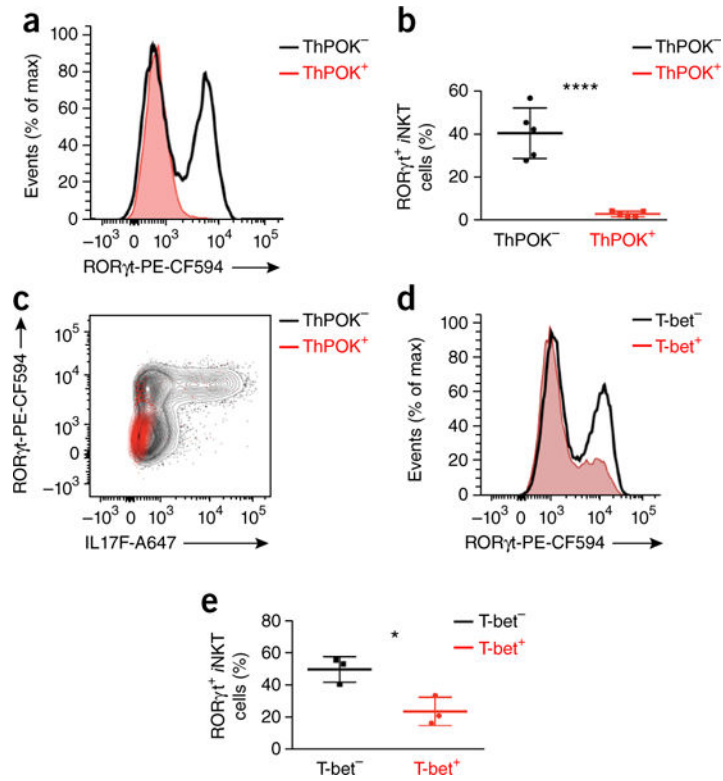 a
ThPOK⁻
ThPOK⁺
Events (% of max)
100
80
60
40
20
0
−10³ 0 10³ 10⁴ 10⁵
RORγt-PE-CF594
b
ThPOK⁻
ThPOK⁺
RORγt⁺ iNKT
cells (%)
60
40
20
0
****
ThPOK⁻ ThPOK⁺
c
ThPOK⁻
ThPOK⁺
RORγt-PE-CF594
10⁵
10⁴
10³
0
−10³
−10³ 0 10³ 10⁴ 10⁵
IL17F-A647
d
T-bet⁻
T-bet⁺
Events (% of max)
100
80
60
40
20
0
−10³ 0 10³ 10⁴ 10⁵
RORγt-PE-CF594
e
T-bet⁻
T-bet⁺
RORγt⁺ iNKT
cells (%)
80
60
40
20
0
*
T-bet⁻ T-bet⁺